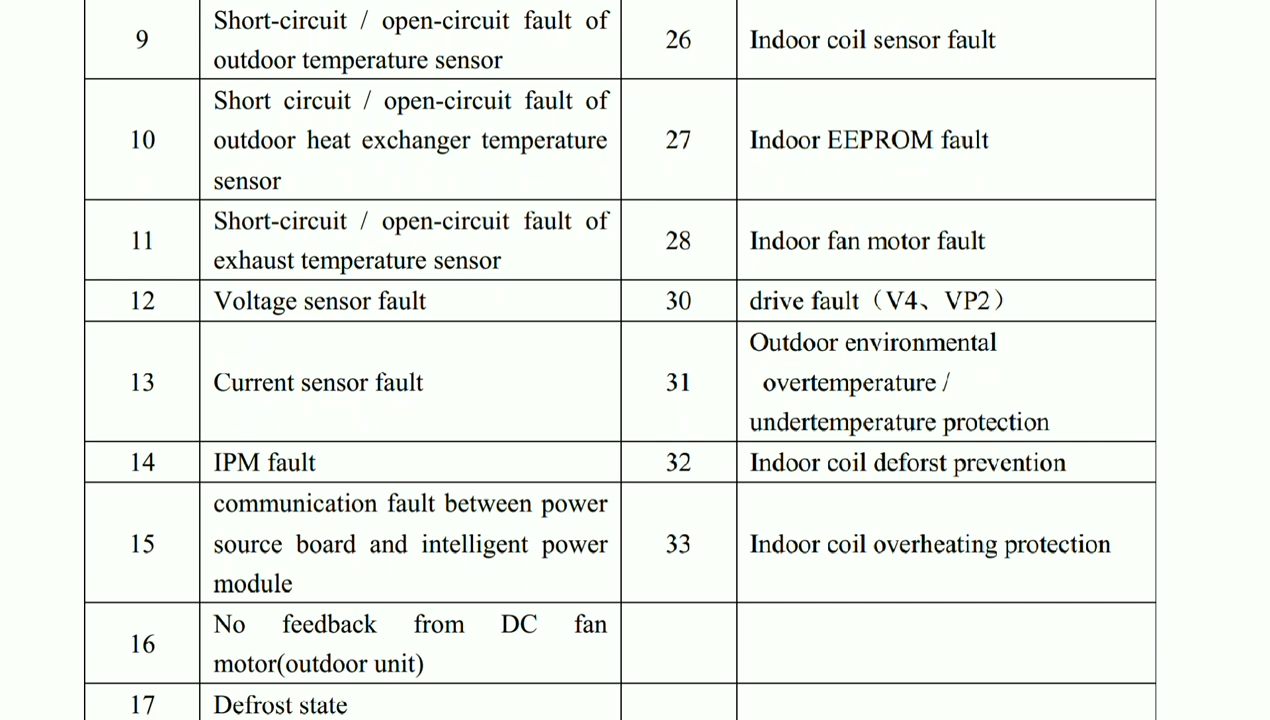 9
Short-circuit / open-circuit fault of
outdoor temperature sensor
26
Indoor coil sensor fault
10
Short circuit / open-circuit fault of
outdoor heat exchanger temperature
sensor
27
Indoor EEPROM fault
11
Short-circuit / open-circuit fault of
exhaust temperature sensor
28
Indoor fan motor fault
12
Voltage sensor fault
30
drive fault（V4、VP2）
13
Current sensor fault
31
Outdoor environmental
overtemperature /
undertemperature protection
14
IPM fault
32
Indoor coil deforst prevention
15
communication fault between power
source board and intelligent power
module
33
Indoor coil overheating protection
16
No feedback from DC fan
motor(outdoor unit)
17
Defrost state